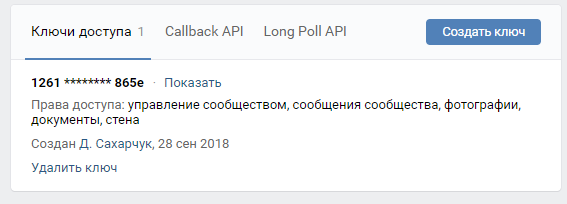 Ключи доступа 1 Callback API Long Poll API Создать ключ
1261 ******** 865e · Показать
Права доступа: управление сообществом, сообщения сообщества, фотографии,
документы, стена
Создан Д. Сахарчук, 28 сен 2018
Удалить ключ